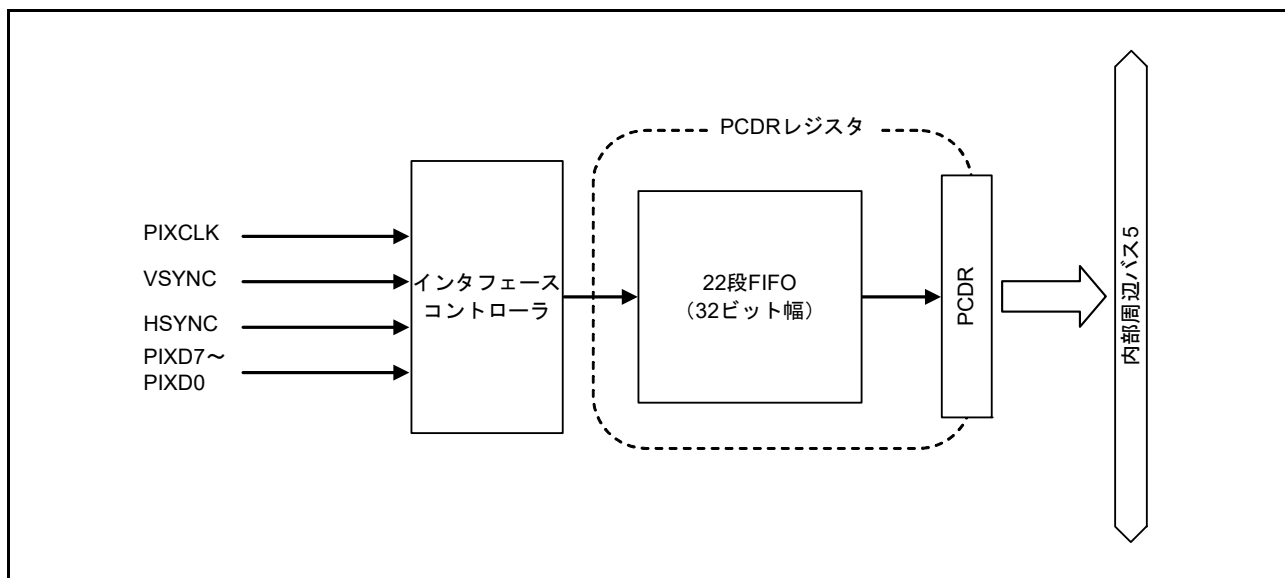 PCDRレジスタ
PIXCLK
VSYNC
HSYNC
PIXD7～
PIXD0
インタフェース
コントローラ
22段FIFO
（32ビット幅）
PCDR
内部周辺バス5